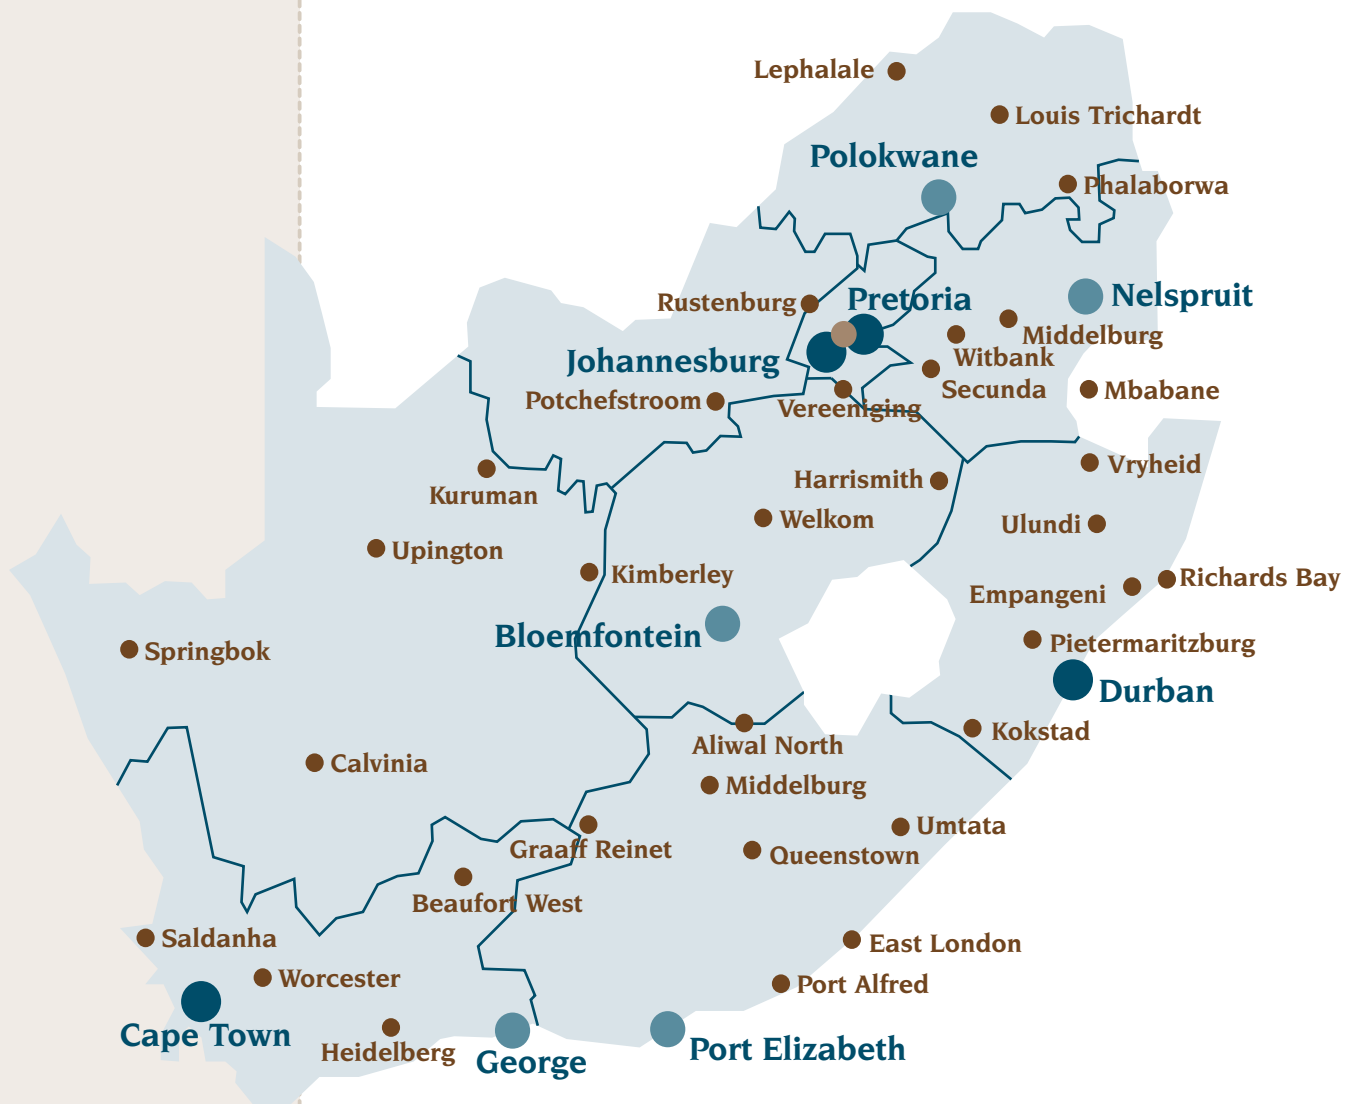 Lephalale
Louis Trichardt
Polokwane
Phalaborwa
Nelspruit
Pretoria
Rustenburg
Middelburg
Witbank
Johannesburg
Secunda
Mbabane
Potchefstroom
Vereeniging
Vryheid
Harrismith
Kuruman
Welkom
Ulundi
Upington
Kimberley
Richards Bay
Empangeni
Bloemfontein
Pietermaritzburg
Springbok
Durban
Kokstad
Aliwal North
Calvinia
Middelburg
Umtata
Graaff Reinet
Queenstown
Beaufort West
Saldanha
East London
Worcester
Port Alfred
Cape Town
Heidelberg
George
Port Elizabeth